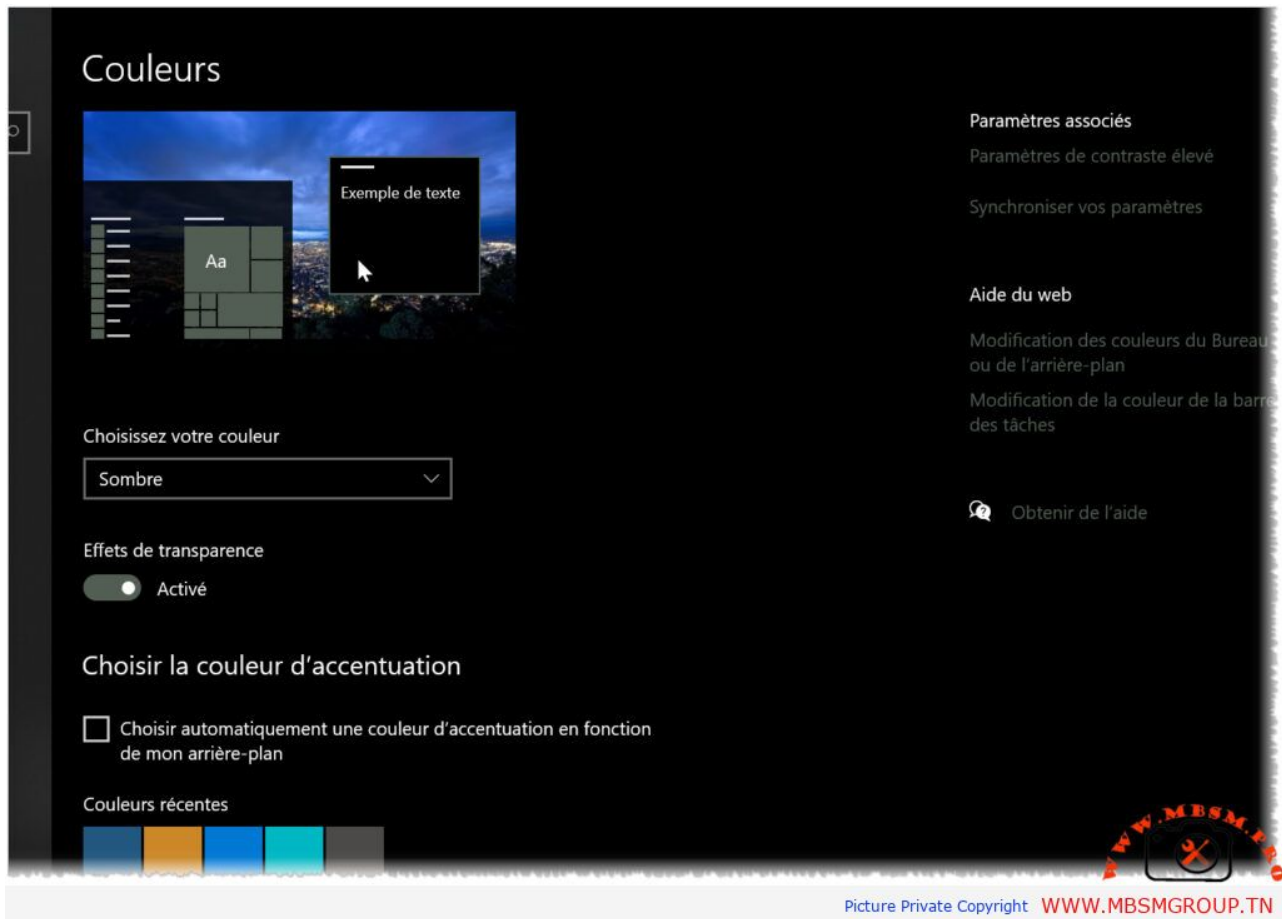 Couleurs
Exemple de texte
Aa
Choisissez votre couleur
Sombre
Effets de transparence
Activé
Choisir la couleur d’accentuation
Choisir automatiquement une couleur d’accentuation en fonction
de mon arrière-plan
Couleurs récentes
Paramètres associés
Paramètres de contraste élevé
Synchroniser vos paramètres
Aide du web
Modification des couleurs du Bureau
ou de l’arrière-plan
Modification de la couleur de la barre
des tâches
Obtenir de l’aide
WWW.MBSM.PRO
Picture Private Copyright WWW.MBSMGROUP.TN